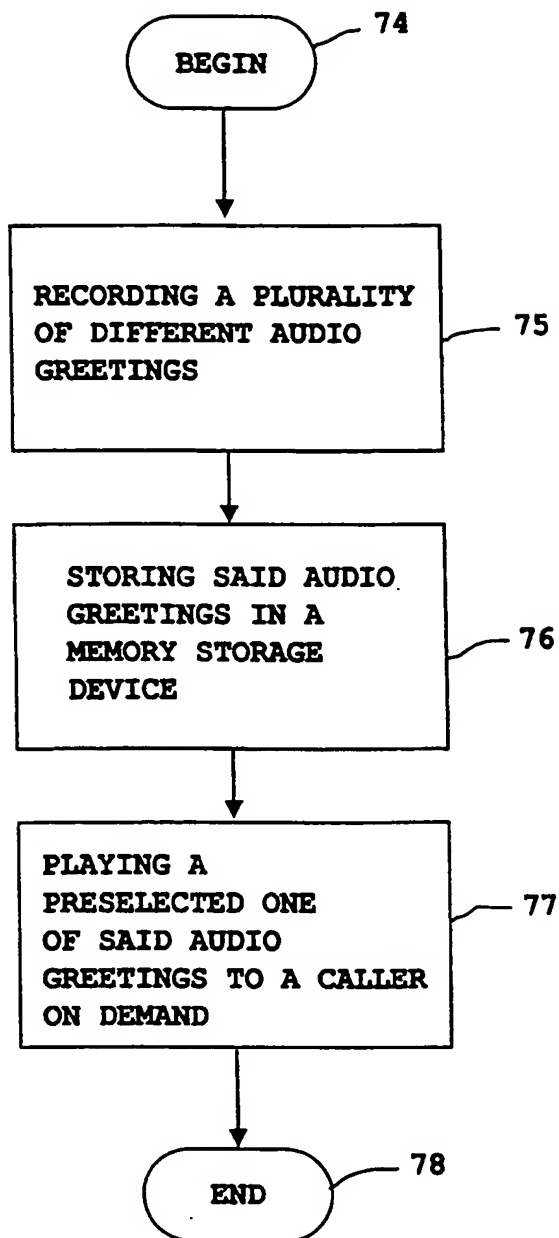 74
BEGIN
RECORDING A PLURALITY
OF DIFFERENT AUDIO
GREETINGS
75
STORING SAID AUDIO
GREETINGS IN A
MEMORY STORAGE
DEVICE
76
PLAYING A
PRESELECTED ONE
OF SAID AUDIO
GREETINGS TO A CALLER
ON DEMAND
77
78
END